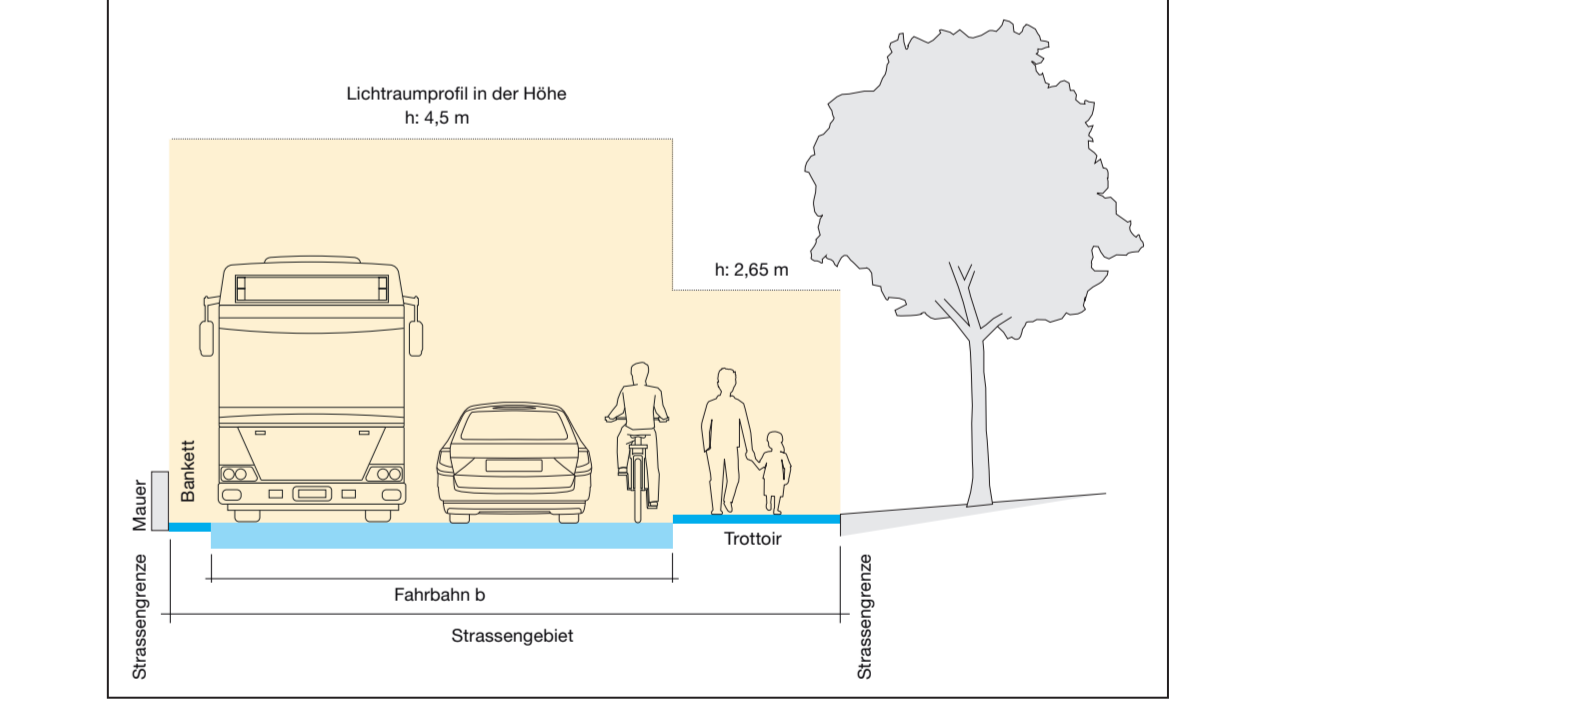 Lichtraumprofil in der Höhe
h: 4,5 m
h: 2,65 m
Bankett
Mauer
Trottoir
Strassengrenze
Fahrbahn b
Strassengrenze
Strassengebiet